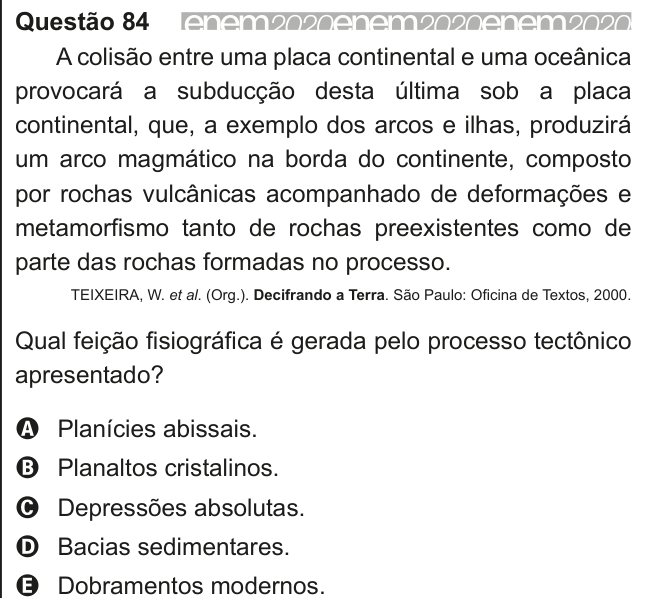 Questão 84 enem2020enem2020enem2020
A colisão entre uma placa continental e uma oceânica
provocará a subducção desta última sob a placa
continental, que, a exemplo dos arcos e ilhas, produzirá
um arco magmático na borda do continente, composto
por rochas vulcânicas acompanhado de deformações e
metamorfismo tanto de rochas preexistentes como de
parte das rochas formadas no processo.
TEIXEIRA, W. et al. (Org.). Decifrando a Terra. São Paulo: Oficina de Textos, 2000.
Qual feição fisiográfica é gerada pelo processo tectônico
apresentado?
A Planícies abissais.
B Planaltos cristalinos.
C Depressões absolutas.
D Bacias sedimentares.
E Dobramentos modernos.